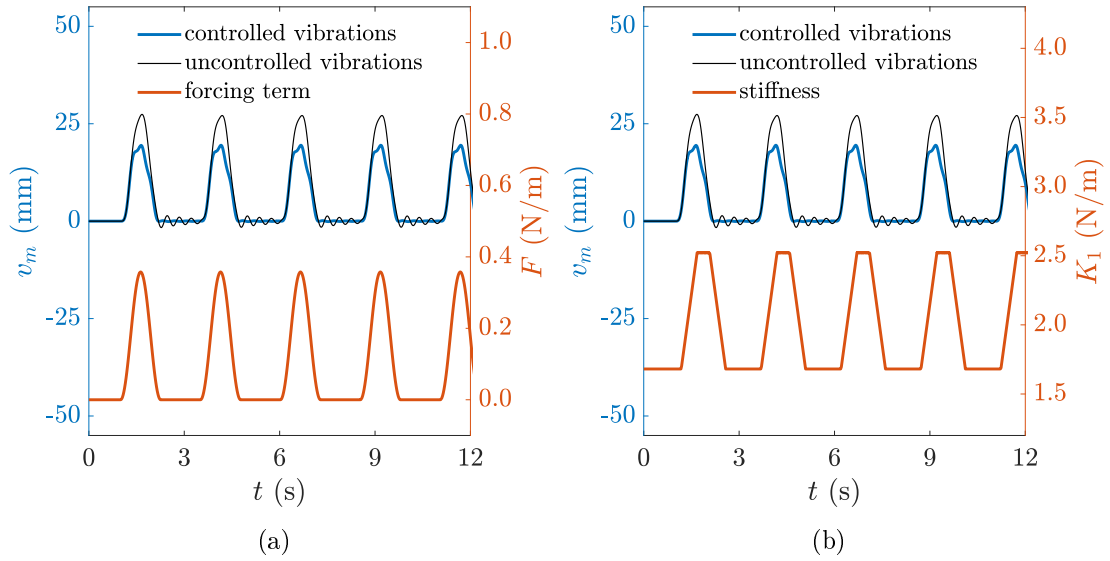 controlled vibrations
uncontrolled vibrations
forcing term
50
25
0
-25
-50
v_m (mm)
1.0
0.8
0.6
0.4
0.2
0.0
F (N/m)
0 3 6 9 12
t (s)
(a)
controlled vibrations
uncontrolled vibrations
stiffness
50
25
0
-25
-50
v_m (mm)
4.0
3.5
3.0
2.5
2.0
1.5
K_1 (N/m)
0 3 6 9 12
t (s)
(b)